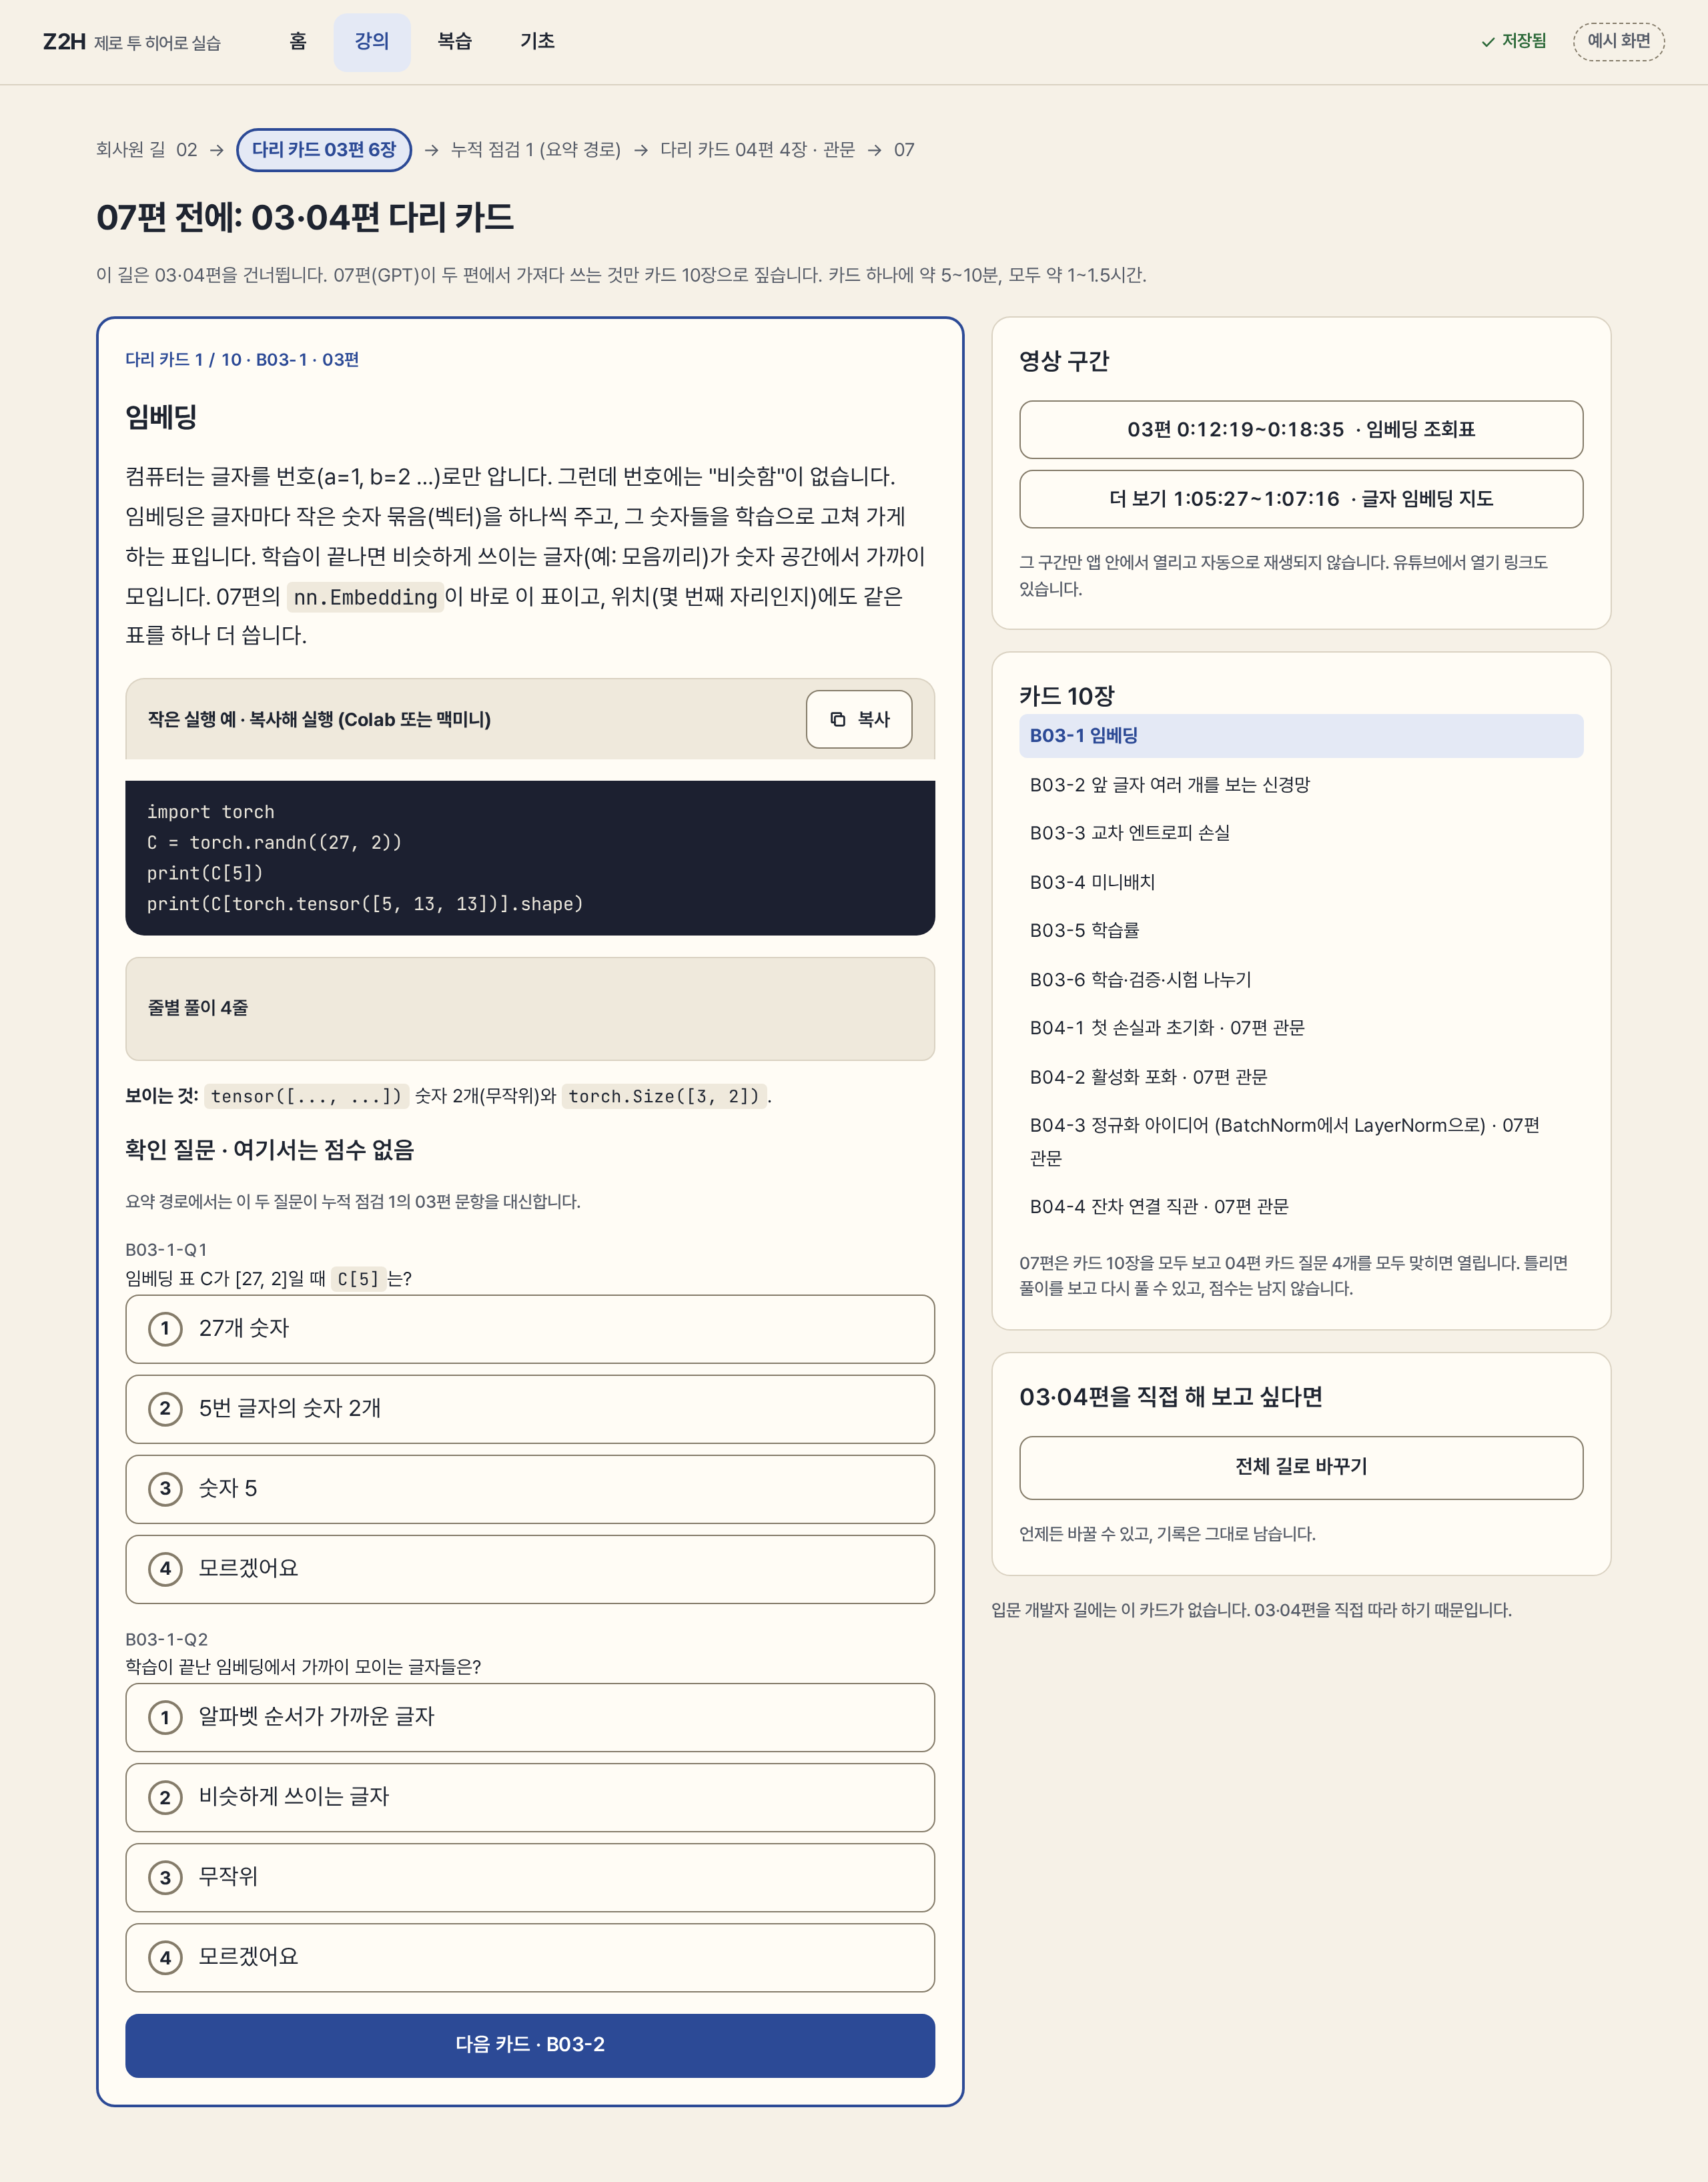 Z2H 제로 투 히어로 실습
홈
강의
복습
기초
저장됨
예시 화면
회사원 길 02 → 다리 카드 03편 6장 → 누적 점검 1 (요약 경로) → 다리 카드 04편 4장 · 관문 → 07
07편 전에: 03·04편 다리 카드
이 길은 03·04편을 건너뜁니다. 07편(GPT)이 두 편에서 가져다 쓰는 것만 카드 10장으로 짚습니다. 카드 하나에 약 5~10분, 모두 약 1~1.5시간.
다리 카드 1 / 10 · B03-1 · 03편
임베딩
컴퓨터는 글자를 번호(a=1, b=2 ...)로만 압니다. 그런데 번호에는 "비슷함"이 없습니다.
임베딩은 글자마다 작은 숫자 묶음(벡터)을 하나씩 주고, 그 숫자들을 학습으로 고쳐 가게
하는 표입니다. 학습이 끝나면 비슷하게 쓰이는 글자(예: 모음끼리)가 숫자 공간에서 가까이
모입니다. 07편의 nn.Embedding이 바로 이 표이고, 위치(몇 번째 자리인지)에도 같은
표를 하나 더 씁니다.
작은 실행 예 · 복사해 실행 (Colab 또는 맥미니)
복사
import torch
C = torch.randn((27, 2))
print(C[5])
print(C[torch.tensor([5, 13, 13])].shape)
줄별 풀이 4줄
보이는 것: tensor([..., ...]) 숫자 2개(무작위)와 torch.Size([3, 2]).
확인 질문 · 여기서는 점수 없음
요약 경로에서는 이 두 질문이 누적 점검 1의 03편 문항을 대신합니다.
B03-1-Q1
임베딩 표 C가 [27, 2]일 때 C[5]는?
1 27개 숫자
2 5번 글자의 숫자 2개
3 숫자 5
4 모르겠어요
B03-1-Q2
학습이 끝난 임베딩에서 가까이 모이는 글자들은?
1 알파벳 순서가 가까운 글자
2 비슷하게 쓰이는 글자
3 무작위
4 모르겠어요
다음 카드 · B03-2
영상 구간
03편 0:12:19~0:18:35 · 임베딩 조회표
더 보기 1:05:27~1:07:16 · 글자 임베딩 지도
그 구간만 앱 안에서 열리고 자동으로 재생되지 않습니다. 유튜브에서 열기 링크도
있습니다.
카드 10장
B03-1 임베딩
B03-2 앞 글자 여러 개를 보는 신경망
B03-3 교차 엔트로피 손실
B03-4 미니배치
B03-5 학습률
B03-6 학습·검증·시험 나누기
B04-1 첫 손실과 초기화 · 07편 관문
B04-2 활성화 포화 · 07편 관문
B04-3 정규화 아이디어 (BatchNorm에서 LayerNorm으로) · 07편
관문
B04-4 잔차 연결 직관 · 07편 관문
07편은 카드 10장을 모두 보고 04편 카드 질문 4개를 모두 맞히면 열립니다. 틀리면
풀이를 보고 다시 풀 수 있고, 점수는 남지 않습니다.
03·04편을 직접 해 보고 싶다면
전체 길로 바꾸기
언제든 바꿀 수 있고, 기록은 그대로 남습니다.
입문 개발자 길에는 이 카드가 없습니다. 03·04편을 직접 따라 하기 때문입니다.